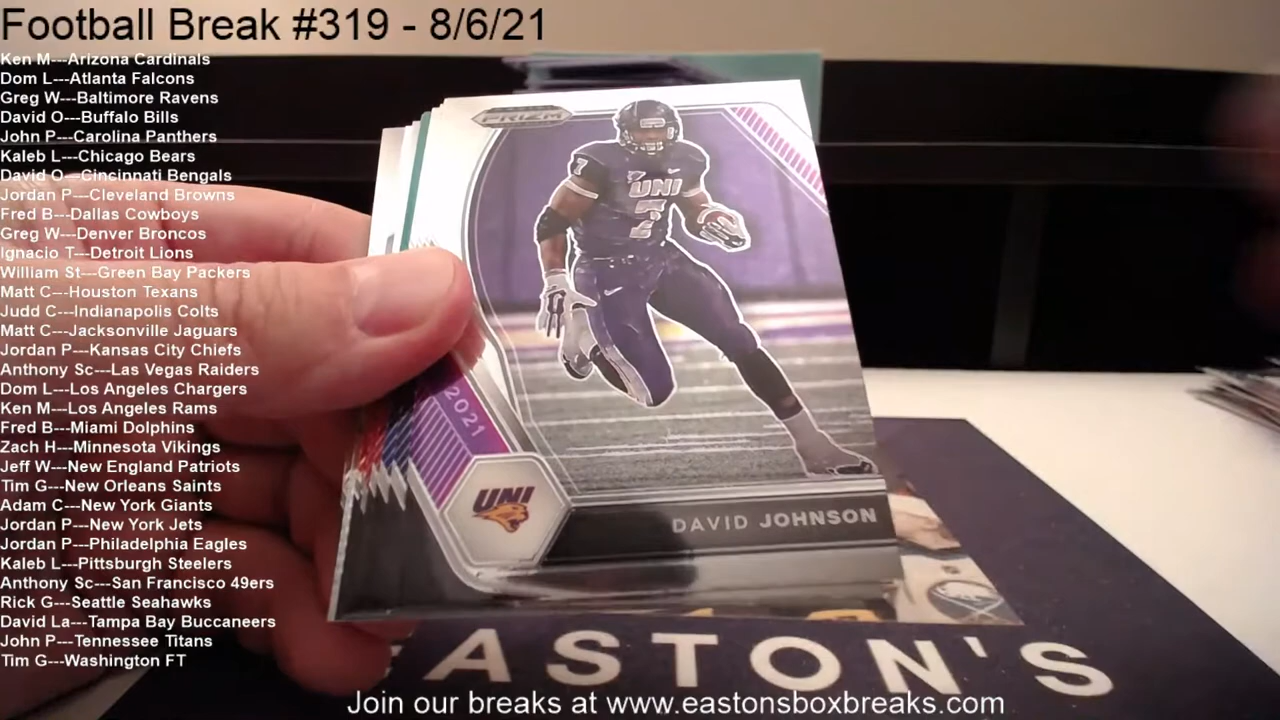 Football Break #319 - 8/6/21
Ken M---Arizona Cardinals
Dom L---Atlanta Falcons
Greg W---Baltimore Ravens
David O---Buffalo Bills
John P---Carolina Panthers
Kaleb L---Chicago Bears
David O---Cincinnati Bengals
Jordan P---Cleveland Browns
Fred B---Dallas Cowboys
Greg W---Denver Broncos
Ignacio T---Detroit Lions
William St---Green Bay Packers
Matt C---Houston Texans
Judd C---Indianapolis Colts
Matt C---Jacksonville Jaguars
Jordan P---Kansas City Chiefs
Anthony Sc---Las Vegas Raiders
Dom L---Los Angeles Chargers
Ken M---Los Angeles Rams
Fred B---Miami Dolphins
Zach H---Minnesota Vikings
Jeff W---New England Patriots
Tim G---New Orleans Saints
Adam C---New York Giants
Jordan P---New York Jets
Jordan P---Philadelphia Eagles
Kaleb L---Pittsburgh Steelers
Anthony Sc---San Francisco 49ers
Rick G---Seattle Seahawks
David La---Tampa Bay Buccaneers
John P---Tennessee Titans
Tim G---Washington FT
PRIZM
7
UNI
7
2021
UNI
DAVID JOHNSON
EASTON'S
Join our breaks at www.eastonsboxbreaks.com